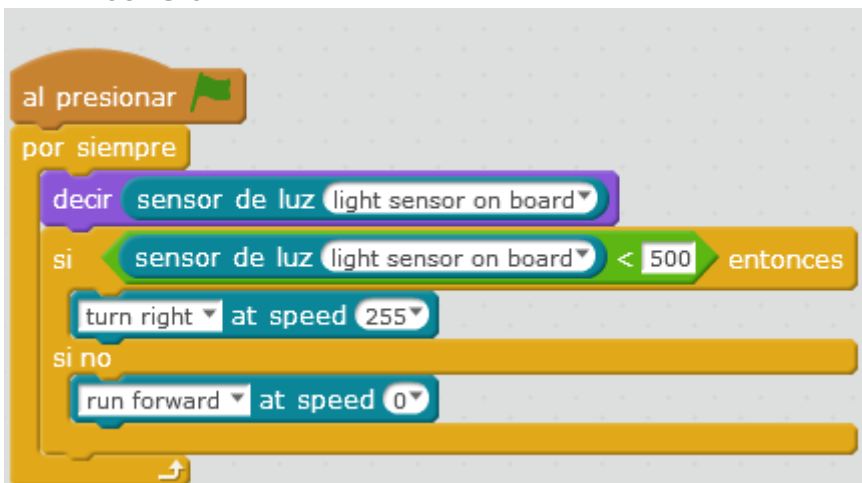 al presionar
por siempre
decir sensor de luz light sensor on board
si sensor de luz light sensor on board < 500 entonces
turn right at speed 255
si no
run forward at speed 0